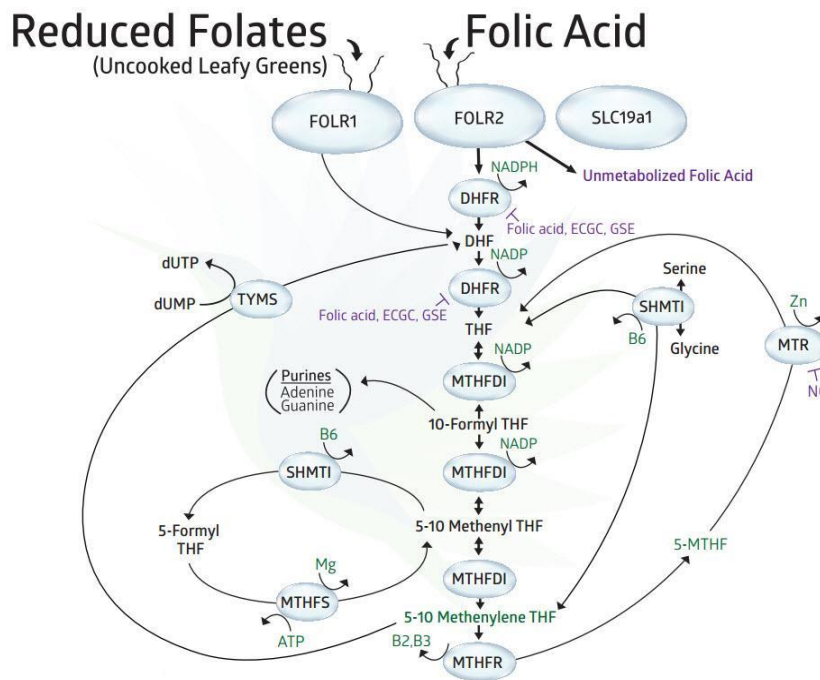 Reduced Folates
(Uncooked Leafy Greens)
Folic Acid
FOLR1
FOLR2
SLC19a1
NADPH
Unmetabolized Folic Acid
DHFR
Folic acid, ECGC, GSE
DHF
NADP
dUTP
dUMP
TYMS
DHFR
Folic acid, ECGC, GSE
THF
Serine
SHMTI
B6
Glycine
Zn
MTR
NADP
MTHFDI
Purines
Adenine
Guanine
10-Formyl THF
NADP
MTHFDI
B6
SHMTI
5-Formyl
THF
5-10 Methenyl THF
5-MTHF
Mg
MTHFS
ATP
MTHFDI
5-10 Methylene THF
B2,B3
MTHFR